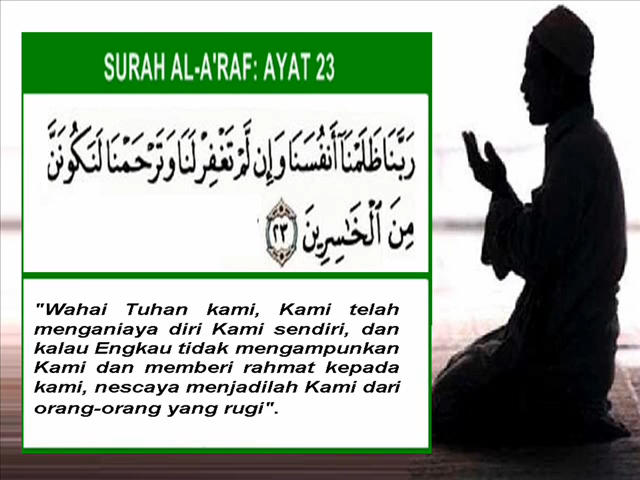 SURAH AL-A'RAF: AYAT 23
رَبَّنَا ظَلَمْنَآ أَنفُسَنَا وَإِن لَّمْ تَغْفِرْ لَنَا وَتَرْحَمْنَا لَنَكُونَنَّ
مِنَ ٱلْخَٰسِرِينَ ٢٣
"Wahai Tuhan kami, Kami telah
menganiaya diri Kami sendiri, dan
kalau Engkau tidak mengampunkan
Kami dan memberi rahmat kepada
kami, nescaya menjadilah Kami dari
orang-orang yang rugi".